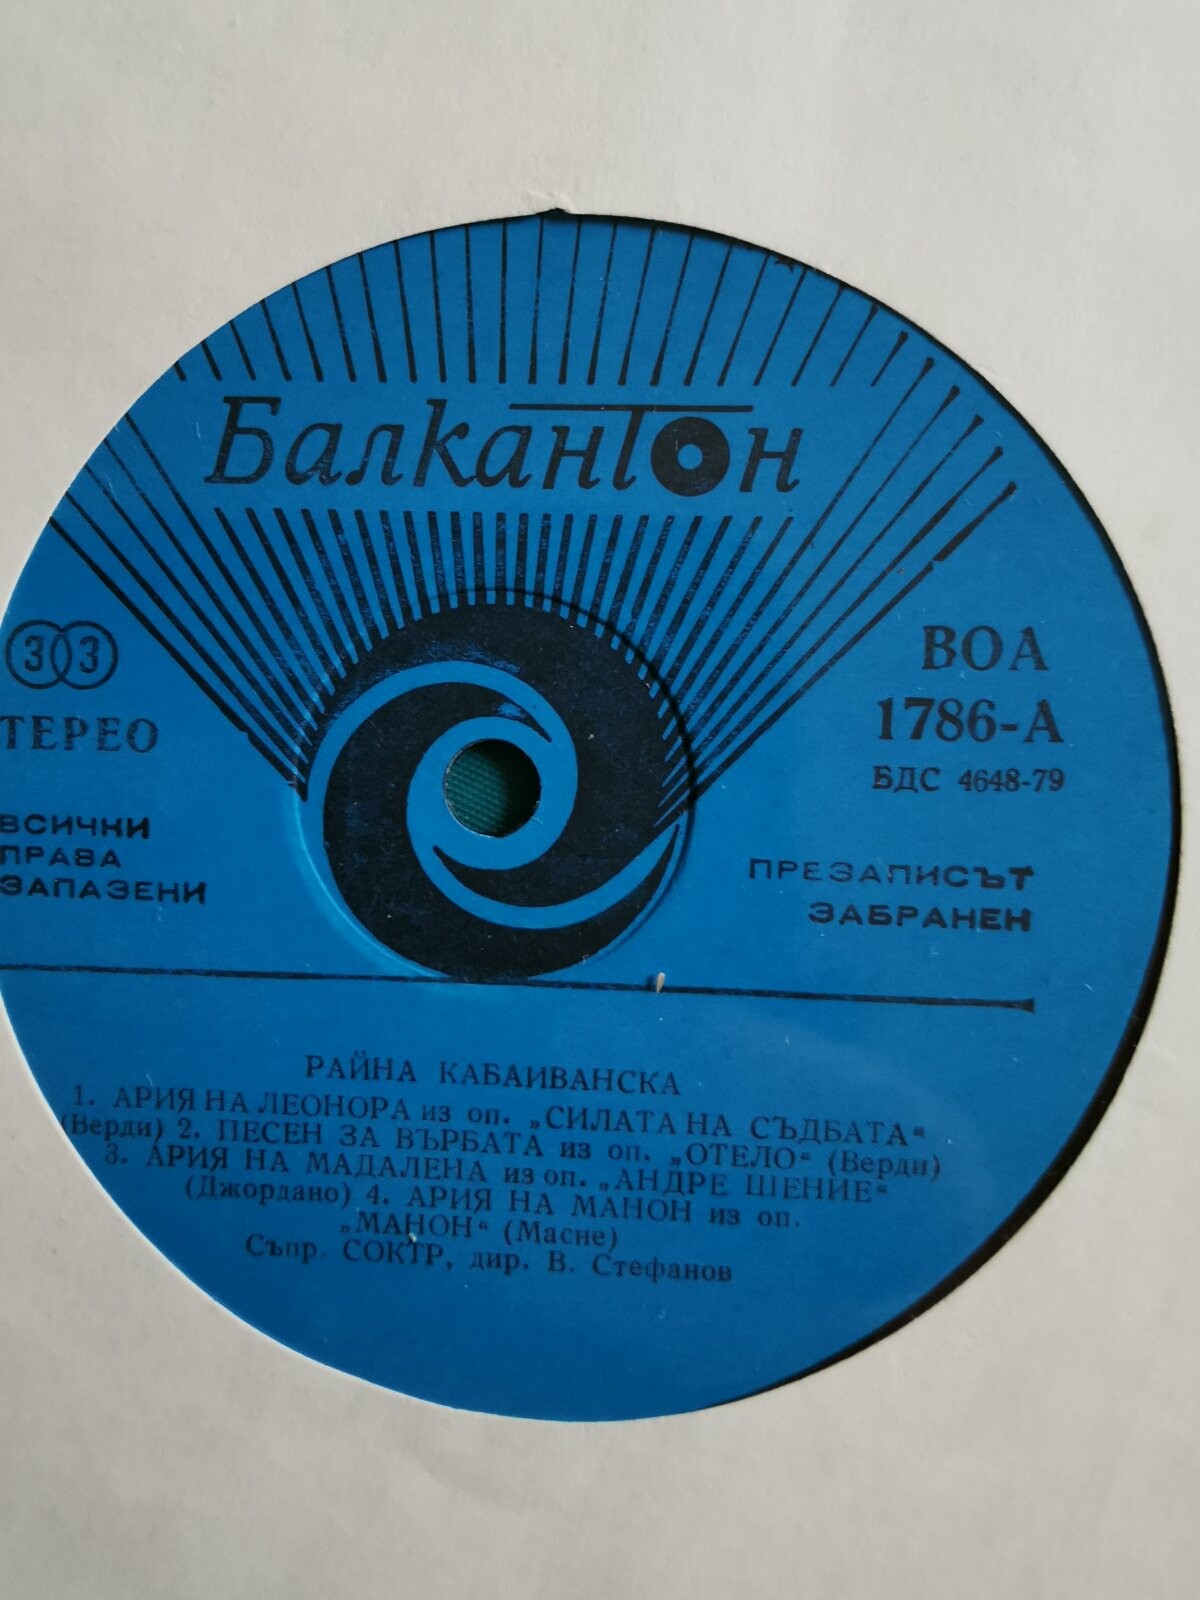 БалканТон
33
ТЕРЕО
ВСИЧКИ
ПРАВА
ЗАПАЗЕНИ
ВОА
1786-А
БДС 4648-79
ПРЕЗАПИСЪТ
ЗАБРАНЕН
РАЙНА КАБАИВАНСКА
1. АРИЯ НА ЛЕОНОРА из оп. „СИЛАТА НА СЪДБАТА“
(Верди) 2. ПЕСЕН ЗА ВЪРБАТА из оп. „ОТЕЛО“ (Верди)
3. АРИЯ НА МАДАЛЕНА из оп. „АНДРЕ ШЕНИЕ“
(Джордано) 4. АРИЯ НА МАНОН из оп.
„МАНОН“ (Масне)
Съпр. СОКТР, дир. В. Стефанов